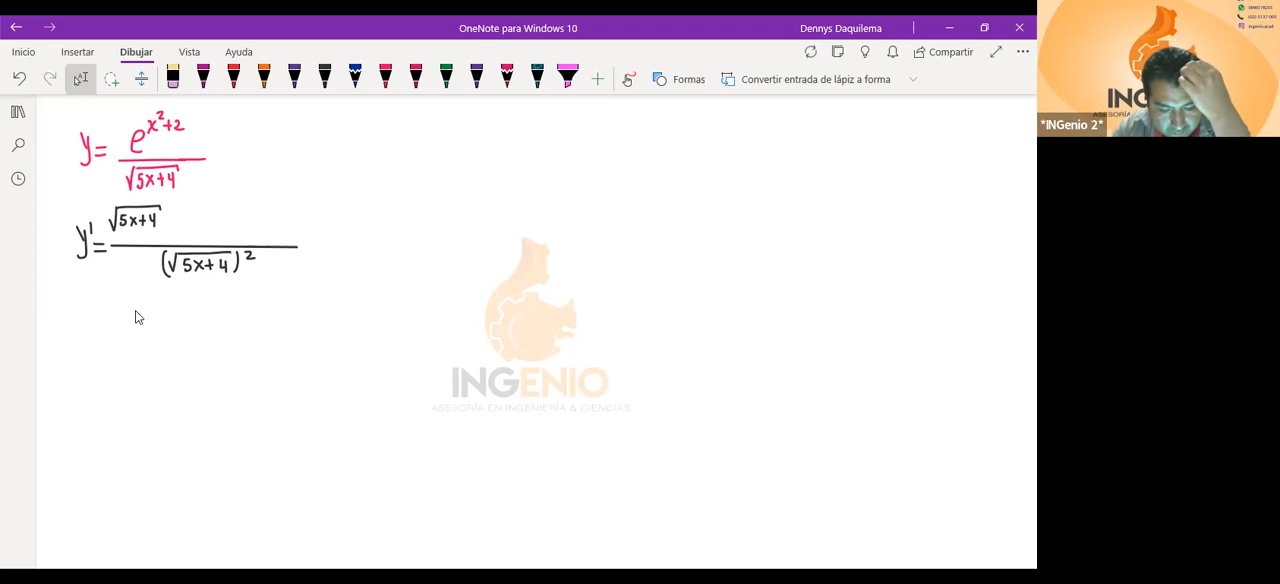 OneNote para Windows 10
Dennys Daquilema
Inicio Insertar Dibujar Vista Ayuda
Compartir
Formas
Convertir entrada de lápiz a forma
y = e^(x^2+2) / √(5x+4)
y' = √(5x+4) / (√(5x+4))^2
INGENIO
ASESORÍA EN INGENIERÍA & CIENCIAS
*INGenio 2*